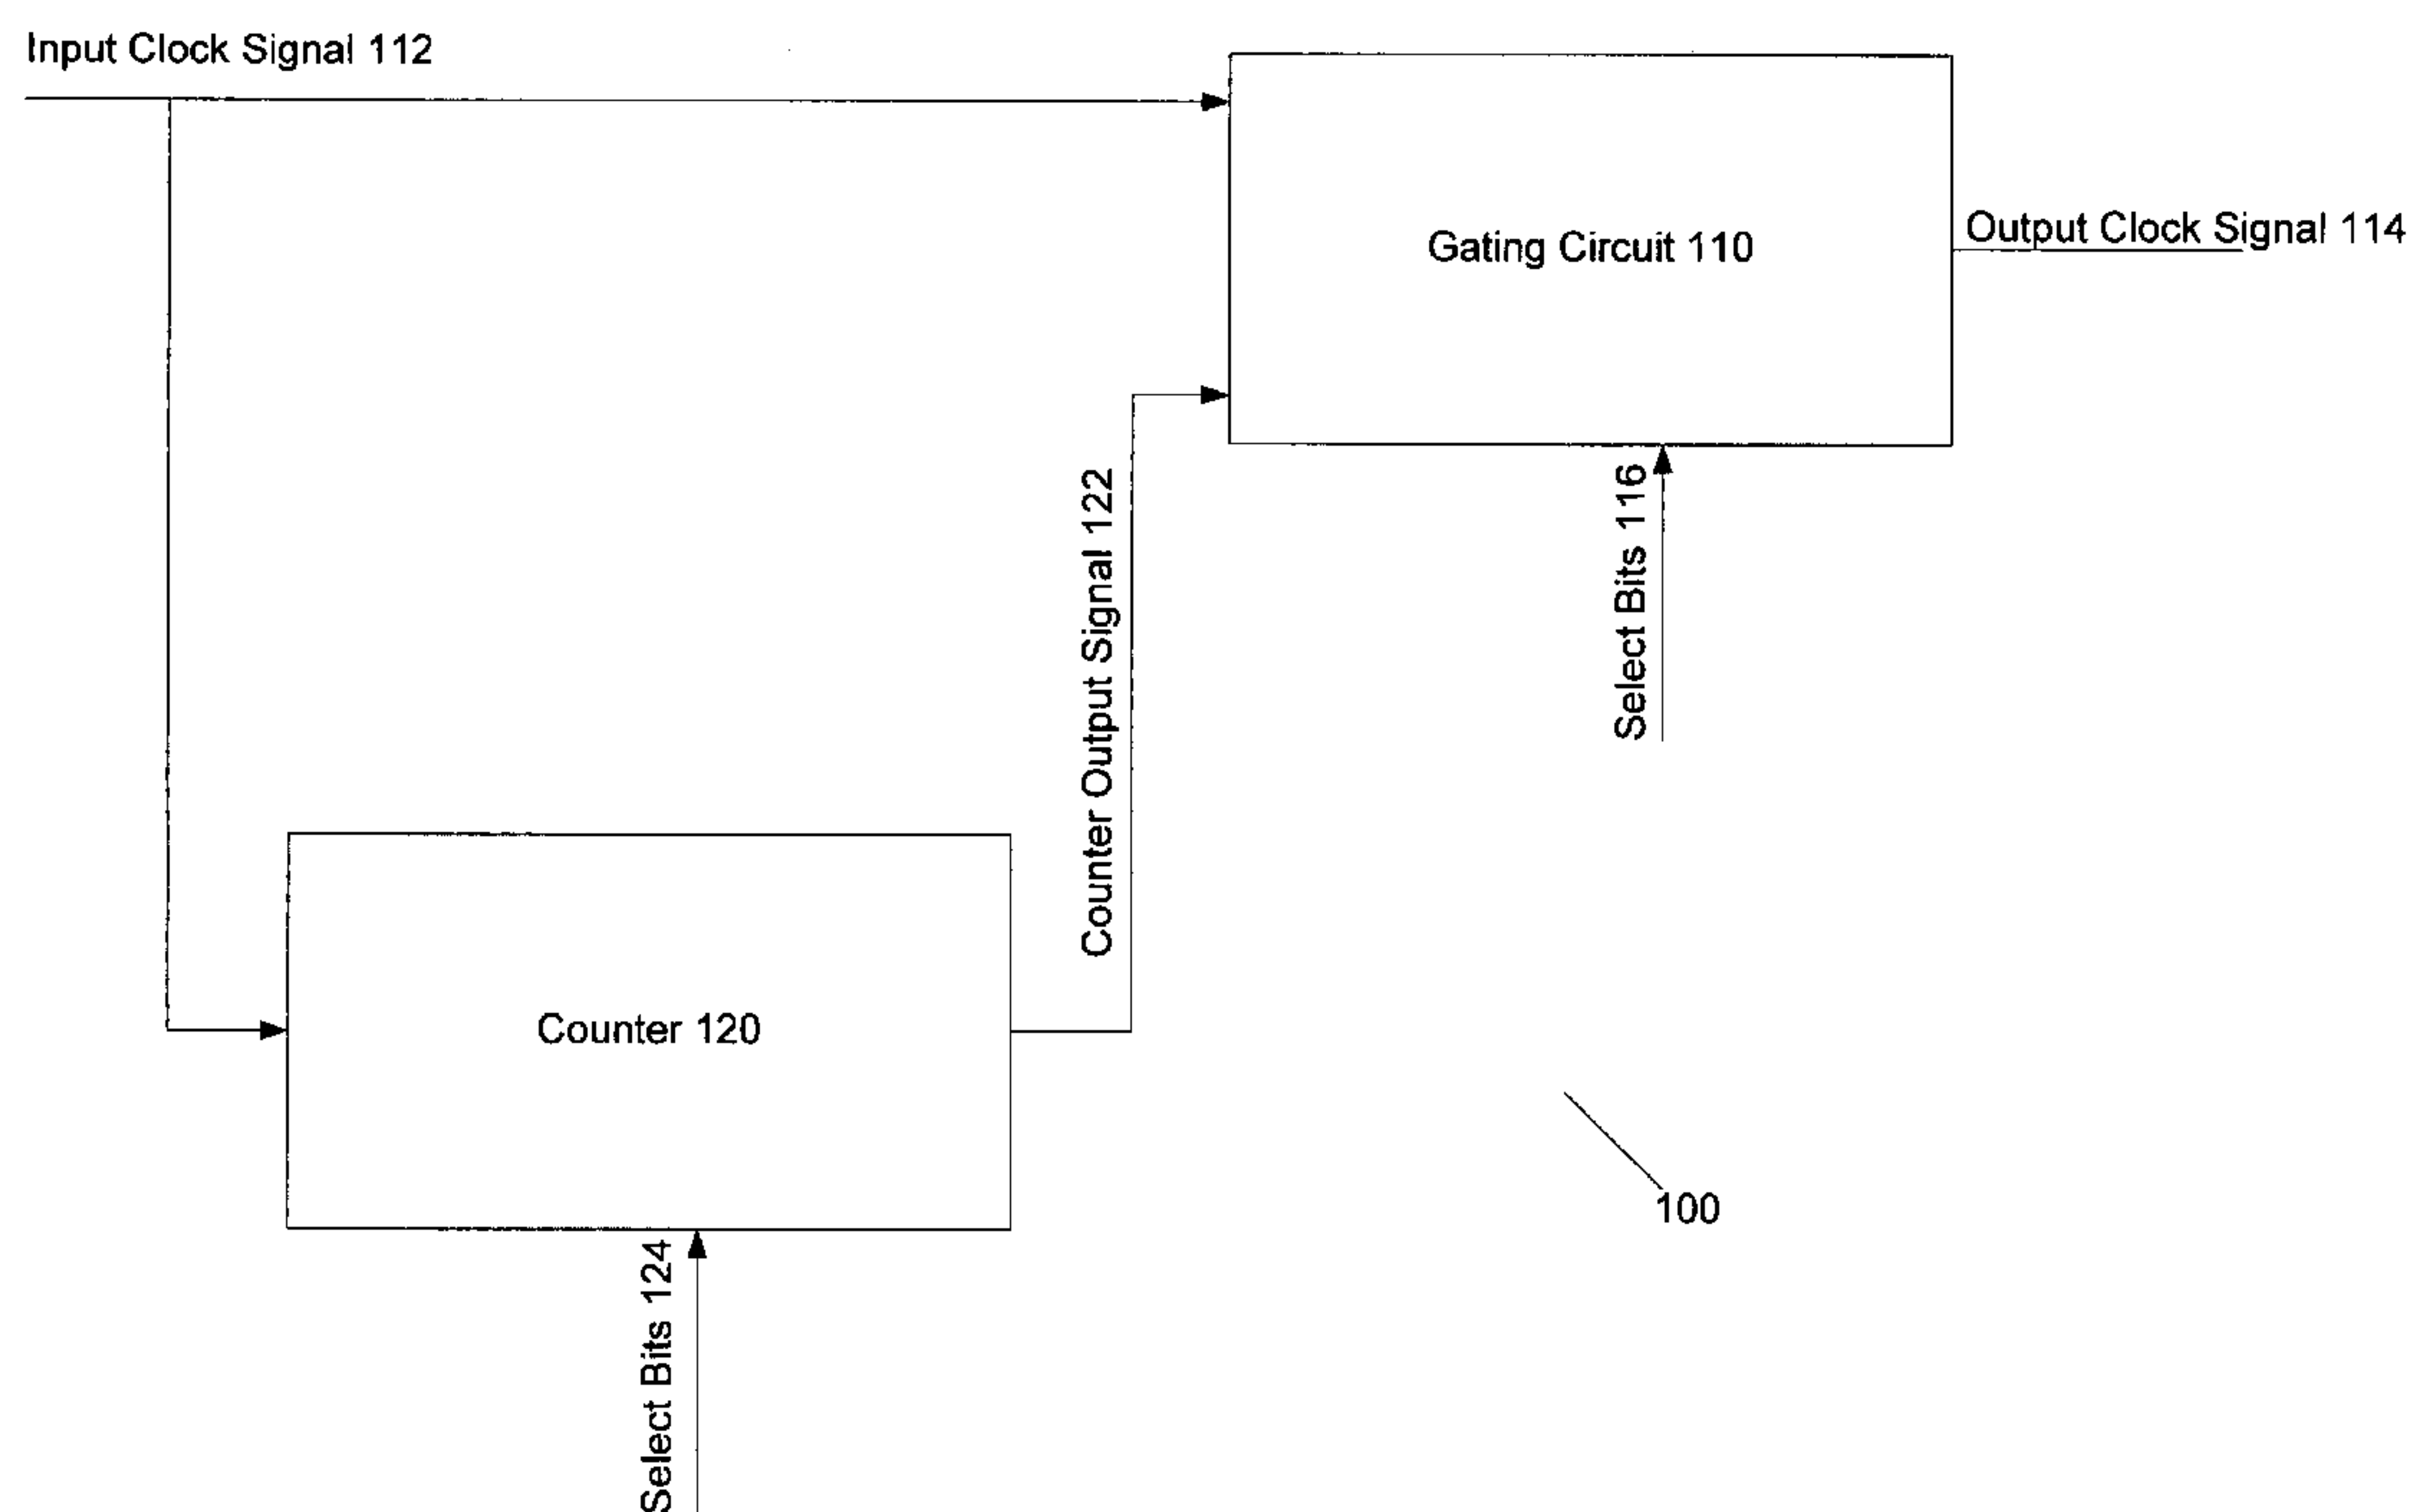 Input Clock Signal 112
Gating Circuit 110
Output Clock Signal 114
Counter Output Signal 122
Select Bits 116
Counter 120
100
Select Bits 124